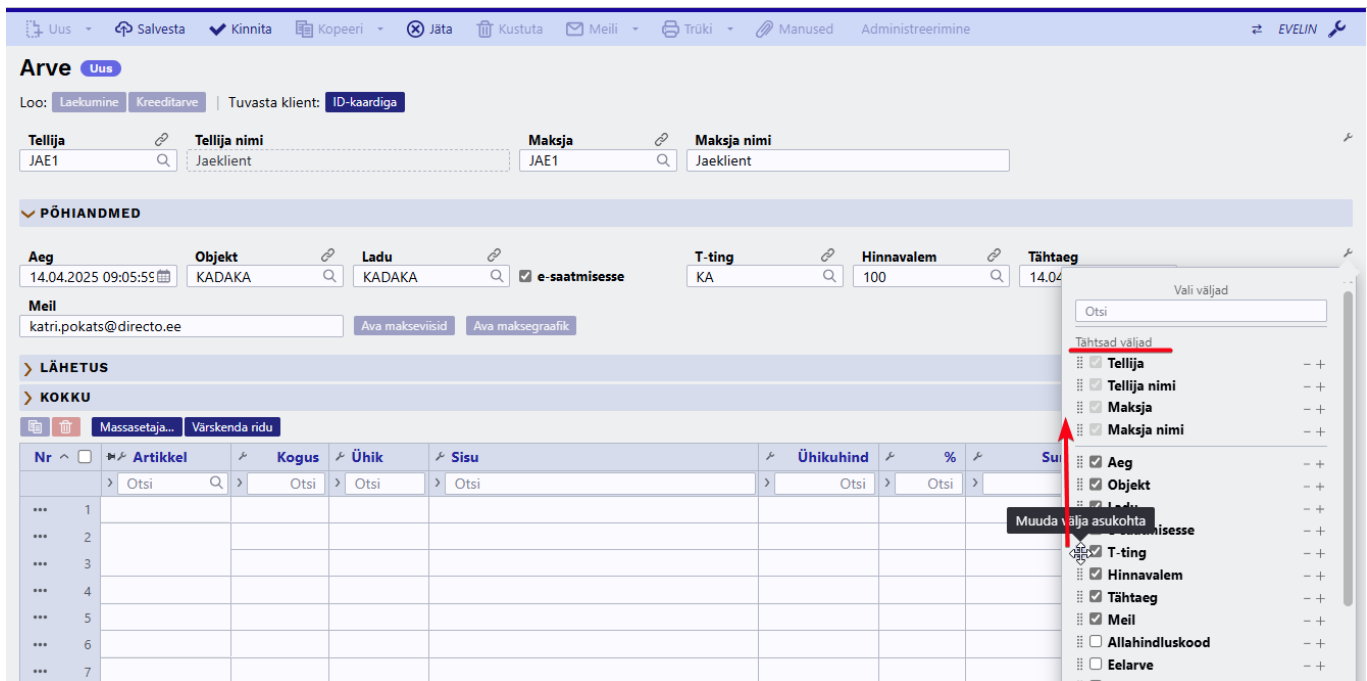 Uus Salvesta Kinnita Kopeeri Jäta Kustuta Meili Trüki Manused Administreerimine EVELIN
Arve Uus
Loo: Laekumine Kreeditarve | Tuvasta klient: ID-kaardiga
Tellija Tellija nimi Maksja Maksja nimi
JAE1 Jaeklient JAE1 Jaeklient
PÕHIANDMED
Aeg Objekt Ladu T-ting Hinnavalem Tähtaeg
14.04.2025 09:05:59 KADAKA KADAKA e-saatmisesse KA 100 14.04
Meil
katri.pokats@directo.ee Ava makseviisid Ava maksegraafik
LÄHETUS
KOKKU
Massasetaja... Värskenda ridu
Nr Artikkel Kogus Ühik Sisu Ühikuhind % Su
Otsi Otsi Otsi Otsi Otsi Otsi
1
2
3
4
5
6
7
Vali väljad
Otsi
Tähtsad väljad
Tellija − +
Tellija nimi − +
Maksja − +
Maksja nimi − +
Aeg − +
Objekt − +
Ladu − +
Muuda välja asukohta
e-saatmisesse − +
T-ting − +
Hinnavalem − +
Tähtaeg − +
Meil − +
Allahindluskood − +
Eelarve − +